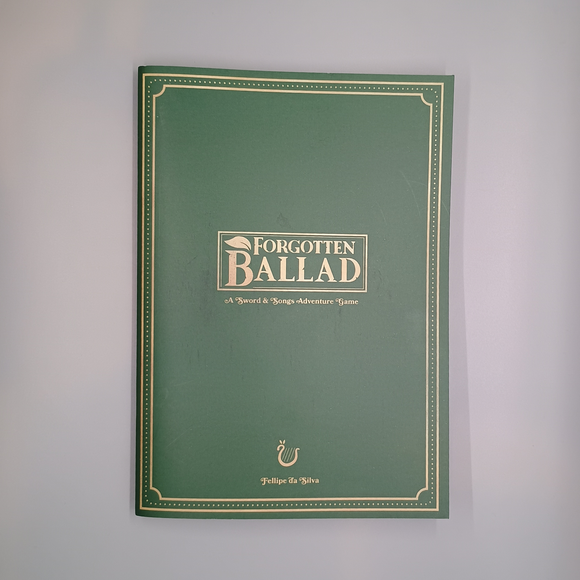 FORGOTTEN
BALLAD
A Sword & Songs Adventure Game
Fellipe da Silva